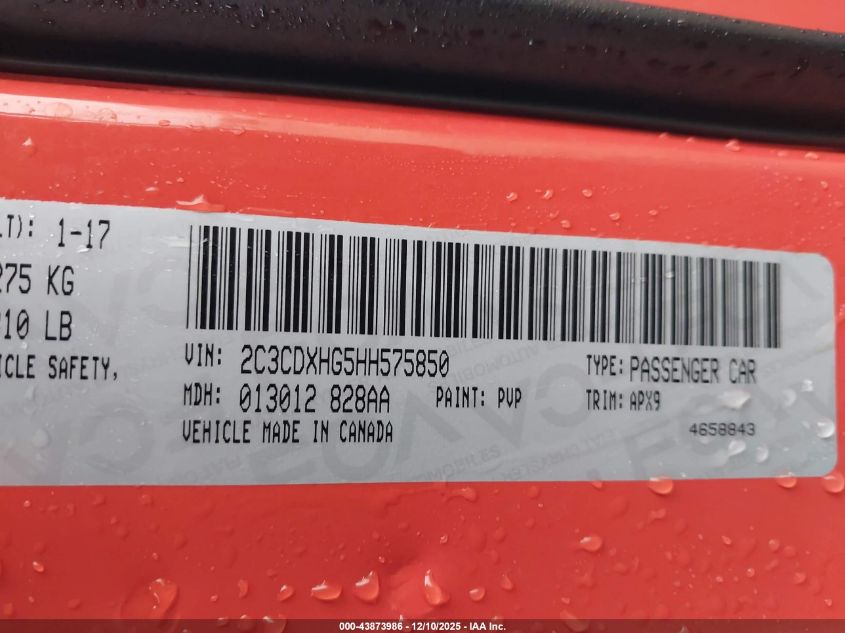 LT): 1-17
275 KG
10 LB
ICLE SAFETY,
VIN: 2C3CDXHG5HH575850
TYPE: PASSENGER CAR
MDH: 013012 828AA
PAINT: PVP
TRIM: APX9
VEHICLE MADE IN CANADA
4658843
000-43873986 - 12/10/2025 - IAA Inc.